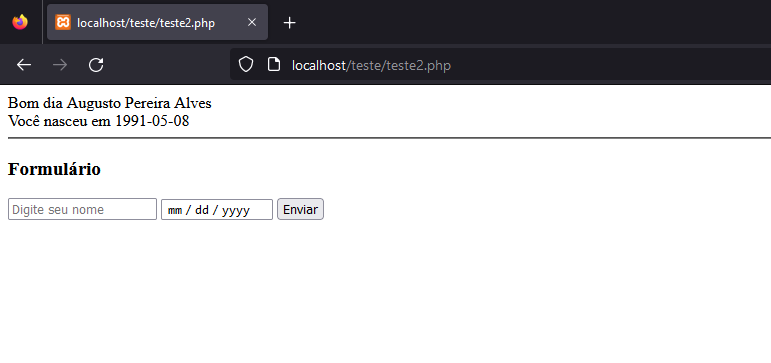 localhost/teste/teste2.php
localhost/teste/teste2.php
Bom dia Augusto Pereira Alves
Você nasceu em 1991-05-08
Formulário
Digite seu nome mm / dd / yyyy Enviar